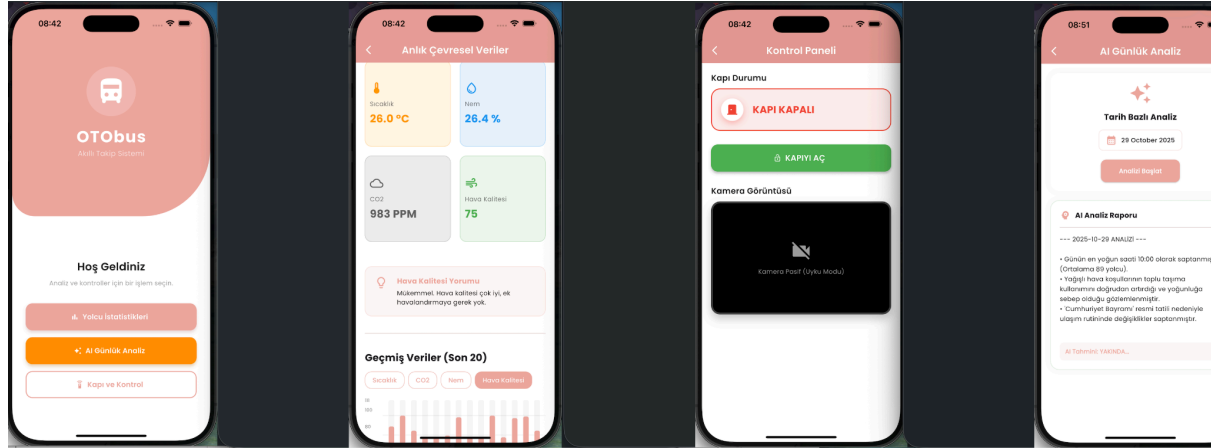 08:42
OTObus
Akıllı Takip Sistemi
Hoş Geldiniz
Analiz ve kontroller için bir işlem seçin.
Yolcu İstatistikleri
AI Günlük Analiz
Kapı ve Kontrol
08:42
Anlık Çevresel Veriler
Sıcaklık
26.0 °C
Nem
26.4 %
CO2
983 PPM
Hava Kalitesi
75
Hava Kalitesi Yorumu
Mükemmel. Hava kalitesi çok iyi, ek
havalandırmaya gerek yok.
Geçmiş Veriler (Son 20)
Sıcaklık
CO2
Nem
Hava Kalitesi
08:42
Kontrol Paneli
Kapı Durumu
KAPI KAPALI
KAPIYI AÇ
Kamera Görüntüsü
Kamera Pasif (Uyku Modu)
08:51
AI Günlük Analiz
Tarih Bazlı Analiz
29 October 2025
Analizi Başlat
AI Analiz Raporu
--- 2025-10-29 ANALİZİ ---
• Günün en yoğun saati 10:00 olarak saptanmış
(Ortalama 89 yolcu).
• Yağışlı hava koşullarının toplu taşıma
kullanımını doğrudan artırdığı ve yoğunluğa
sebep olduğu gözlemlenmiştir.
• 'Cumhuriyet Bayramı' resmi tatili nedeniyle
ulaşım rutininde değişiklikler saptanmıştır.
AI Tahmini: YAKINDA...